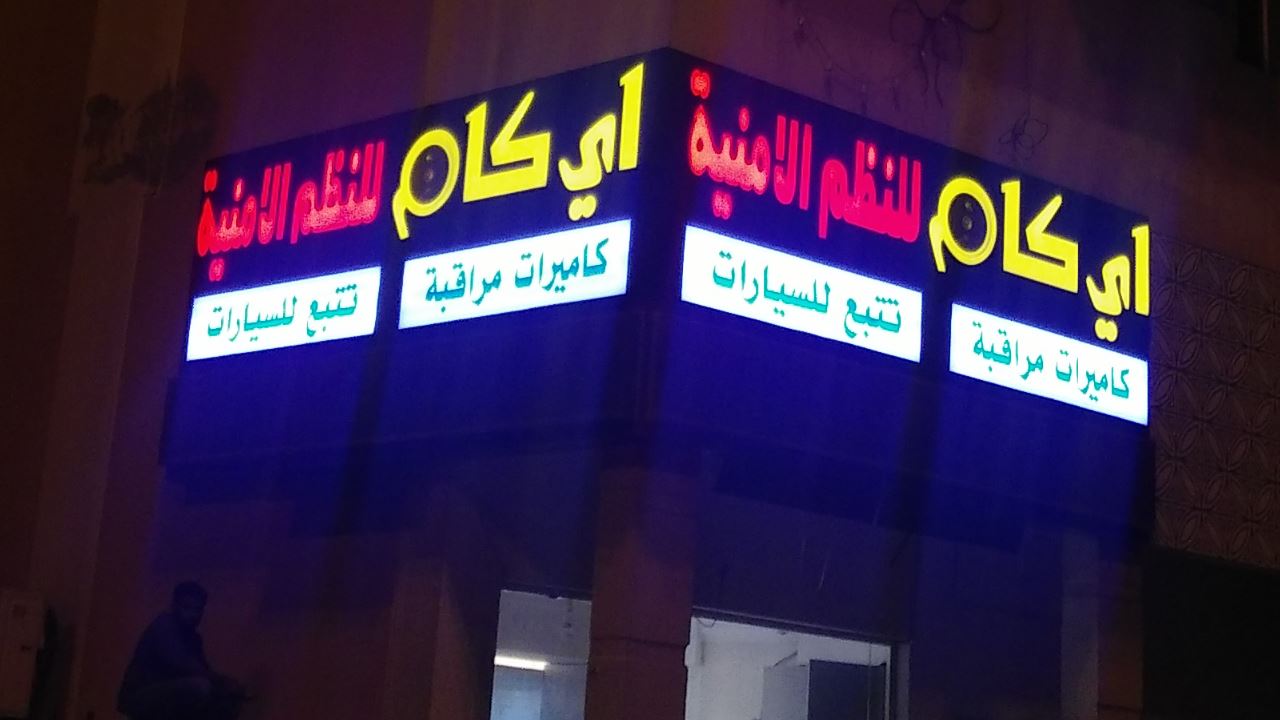 اي كام للنظم الامنية
كاميرات مراقبة تتبع للسيارات
اي كام للنظم الامنية
كاميرات مراقبة تتبع للسيارات